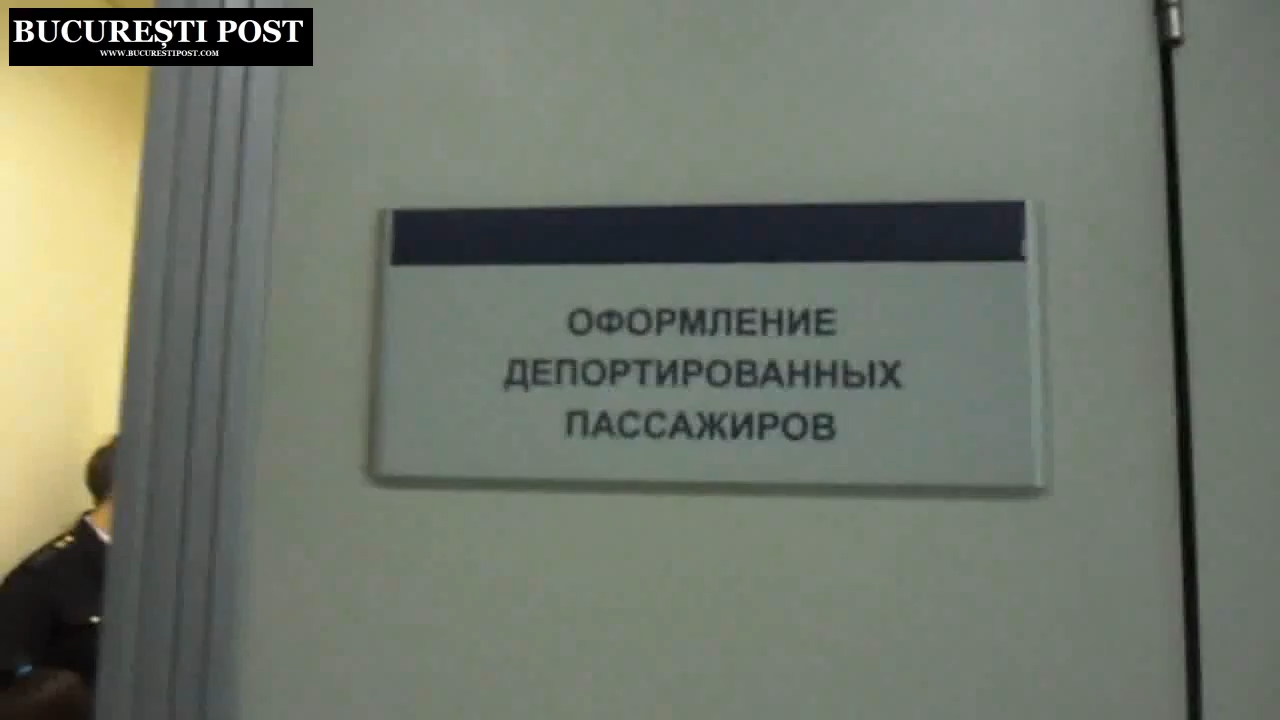 BUCUREȘTI POST
WWW.BUCURESTIPOST.COM
ОФОРМЛЕНИЕ
ДЕПОРТИРОВАННЫХ
ПАССАЖИРОВ